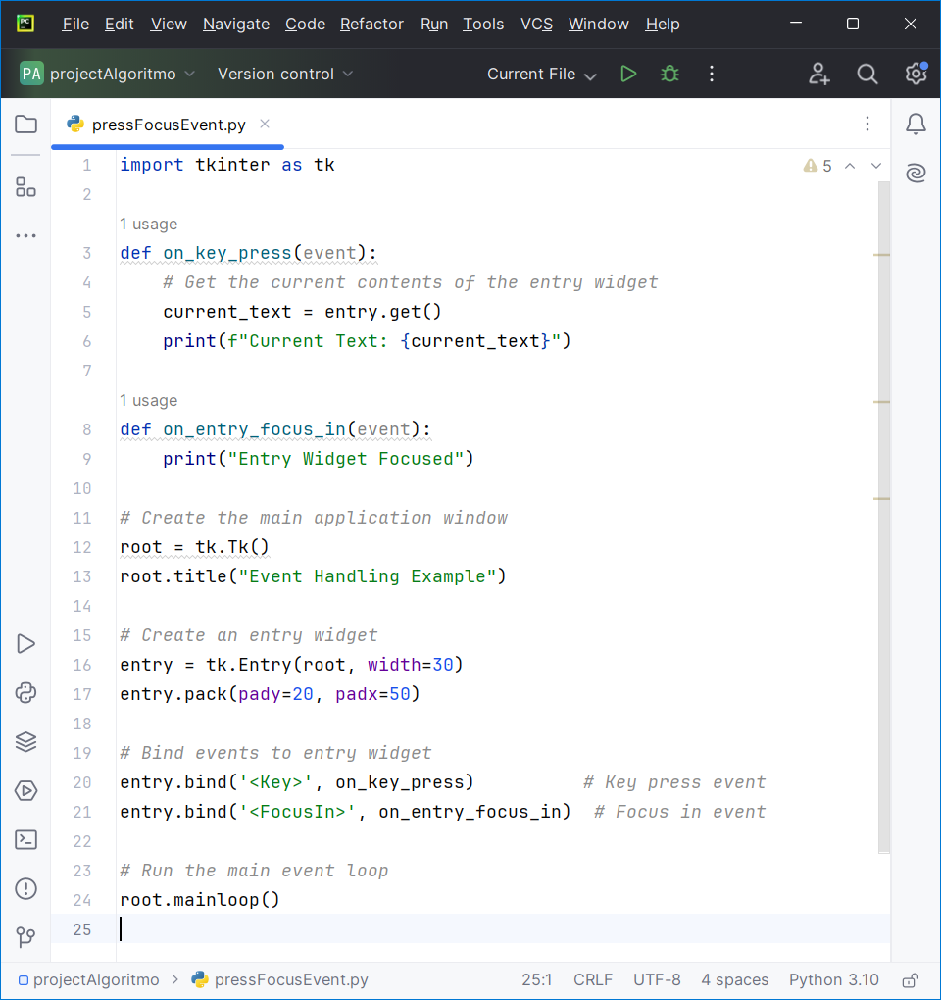 PC
File Edit View Navigate Code Refactor Run Tools VCS Window Help
PA projectAlgoritmo Version control Current File
pressFocusEvent.py
5
1 import tkinter as tk
2
1 usage
3 def on_key_press(event):
4     # Get the current contents of the entry widget
5     current_text = entry.get()
6     print(f"Current Text: {current_text}")
7
1 usage
8 def on_entry_focus_in(event):
9     print("Entry Widget Focused")
10
11 # Create the main application window
12 root = tk.Tk()
13 root.title("Event Handling Example")
14
15 # Create an entry widget
16 entry = tk.Entry(root, width=30)
17 entry.pack(pady=20, padx=50)
18
19 # Bind events to entry widget
20 entry.bind('<Key>', on_key_press)          # Key press event
21 entry.bind('<FocusIn>', on_entry_focus_in)  # Focus in event
22
23 # Run the main event loop
24 root.mainloop()
25
projectAlgoritmo > pressFocusEvent.py 25:1 CRLF UTF-8 4 spaces Python 3.10